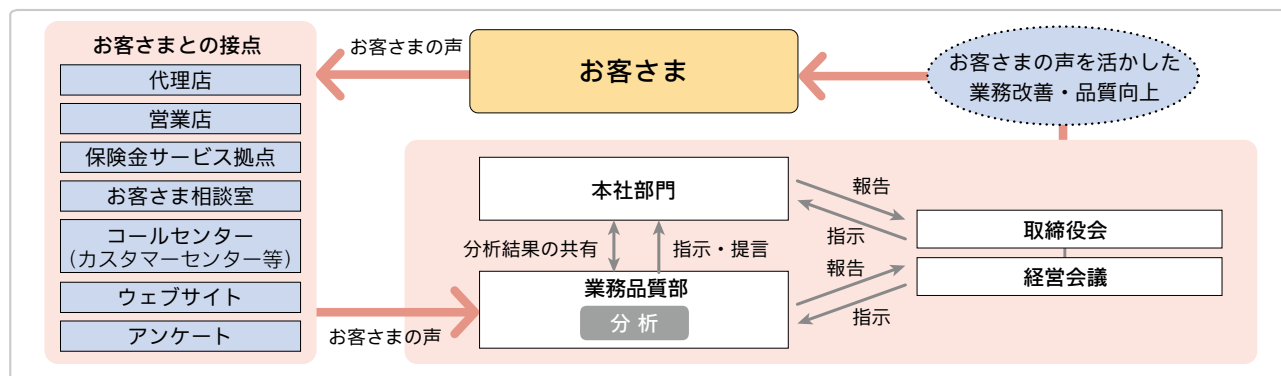 お客さまとの接点
代理店
営業店
保険金サービス拠点
お客さま相談室
コールセンター
（カスタマーセンター等）
ウェブサイト
アンケート
お客さまの声
お客さま
お客さまの声を活かした
業務改善・品質向上
お客さまの声
本社部門
分析結果の共有
指示・提言
業務品質部
分 析
報告
指示
報告
指示
取締役会
経営会議